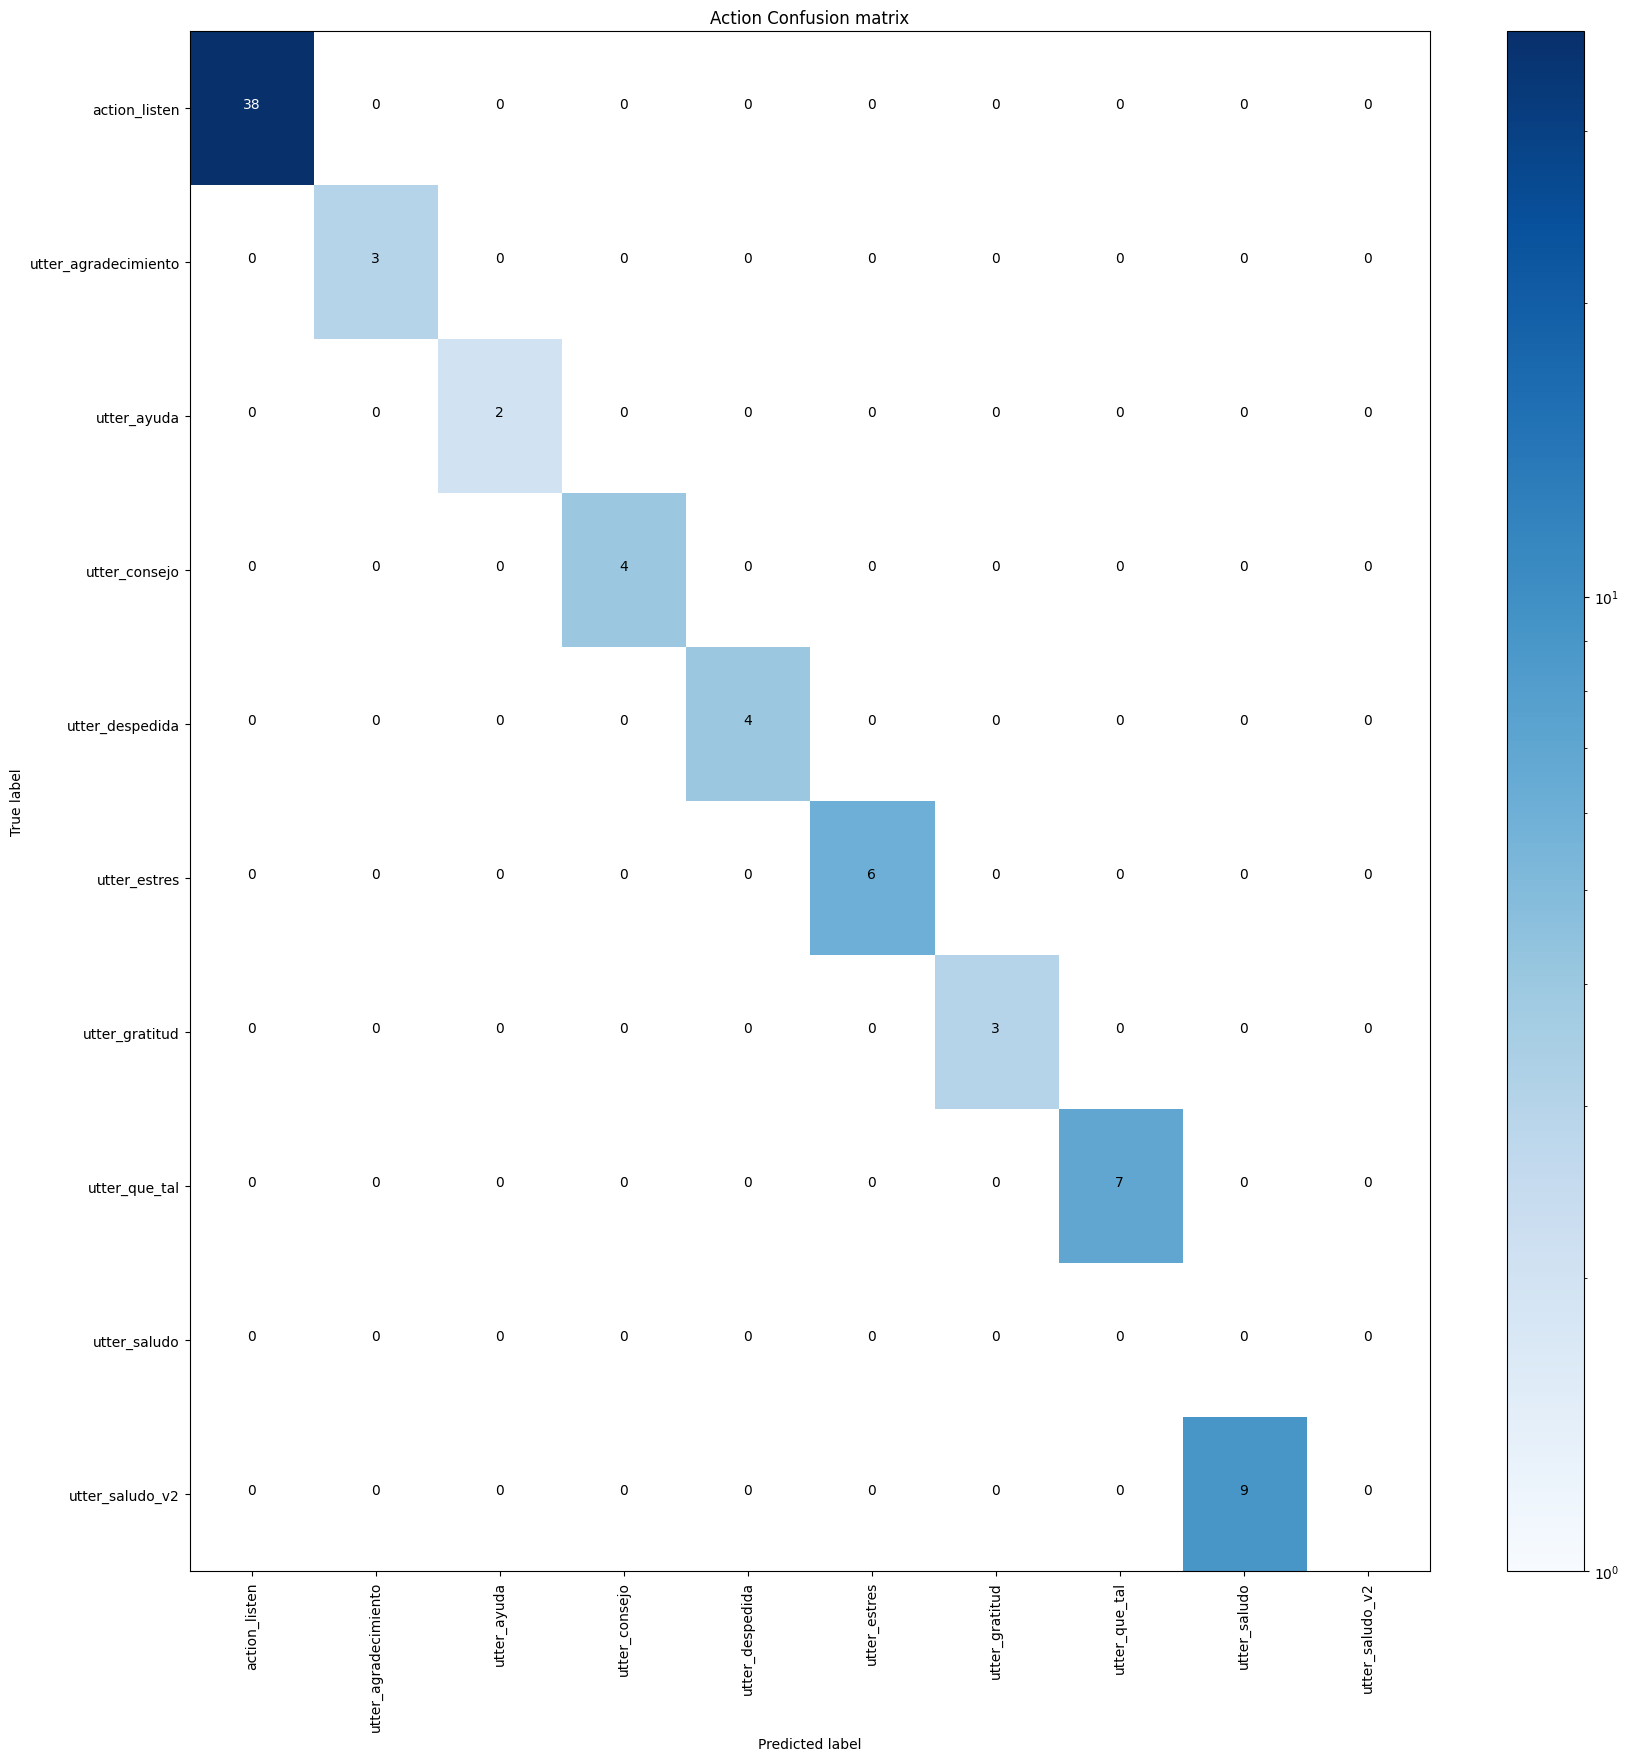 Action Confusion matrix
action_listen 38 0 0 0 0 0 0 0 0 0
utter_agradecimiento 0 3 0 0 0 0 0 0 0 0
utter_ayuda 0 0 2 0 0 0 0 0 0 0
utter_consejo 0 0 0 4 0 0 0 0 0 0
utter_despedida 0 0 0 0 4 0 0 0 0 0
utter_estres 0 0 0 0 0 6 0 0 0 0
utter_gratitud 0 0 0 0 0 0 3 0 0 0
utter_que_tal 0 0 0 0 0 0 0 7 0 0
utter_saludo 0 0 0 0 0 0 0 0 0 0
utter_saludo_v2 0 0 0 0 0 0 0 0 9 0
True label
action_listen
utter_agradecimiento
utter_ayuda
utter_consejo
utter_despedida
utter_estres
utter_gratitud
utter_que_tal
utter_saludo
utter_saludo_v2
Predicted label
10¹
10⁰